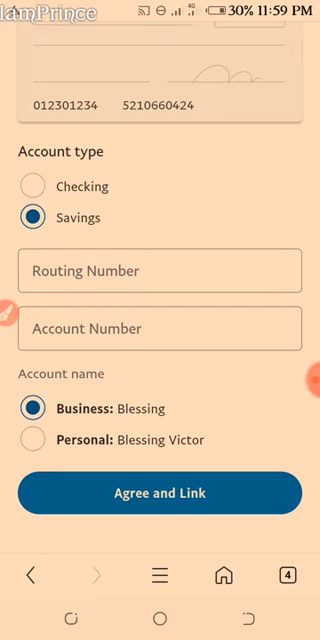 IamPrince
4G 30% 11:59 PM
012301234 5210660424
Account type
Checking
Savings
Routing Number
Account Number
Account name
Business: Blessing
Personal: Blessing Victor
Agree and Link
4